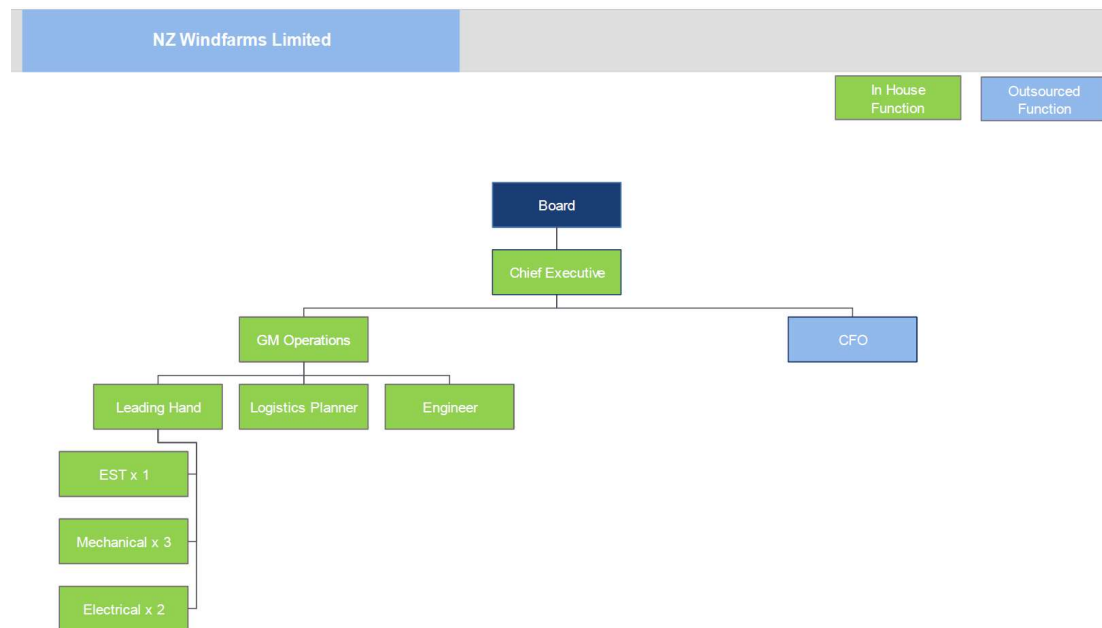 NZ Windfarms Limited
In House
Function
Outsourced
Function
Board
Chief Executive
GM Operations
CFO
Leading Hand
Logistics Planner
Engineer
EST x 1
Mechanical x 3
Electrical x 2